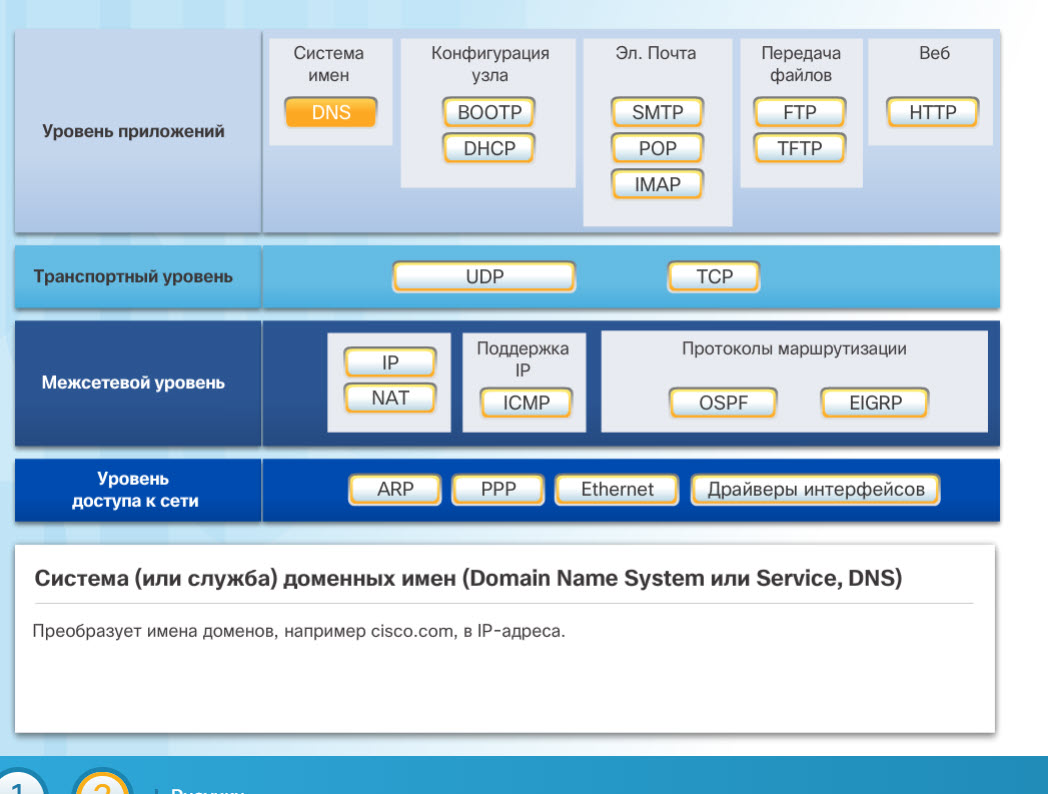 Уровень приложений
Система
имен
DNS
Конфигурация
узла
BOOTP
DHCP
Эл. Почта
SMTP
POP
IMAP
Передача
файлов
FTP
TFTP
Веб
HTTP
Транспортный уровень
UDP
TCP
Межсетевой уровень
IP
NAT
Поддержка
IP
ICMP
Протоколы маршрутизации
OSPF
EIGRP
Уровень
доступа к сети
ARP
PPP
Ethernet
Драйверы интерфейсов
Система (или служба) доменных имен (Domain Name System или Service, DNS)
Преобразует имена доменов, например cisco.com, в IP-адреса.
1
2